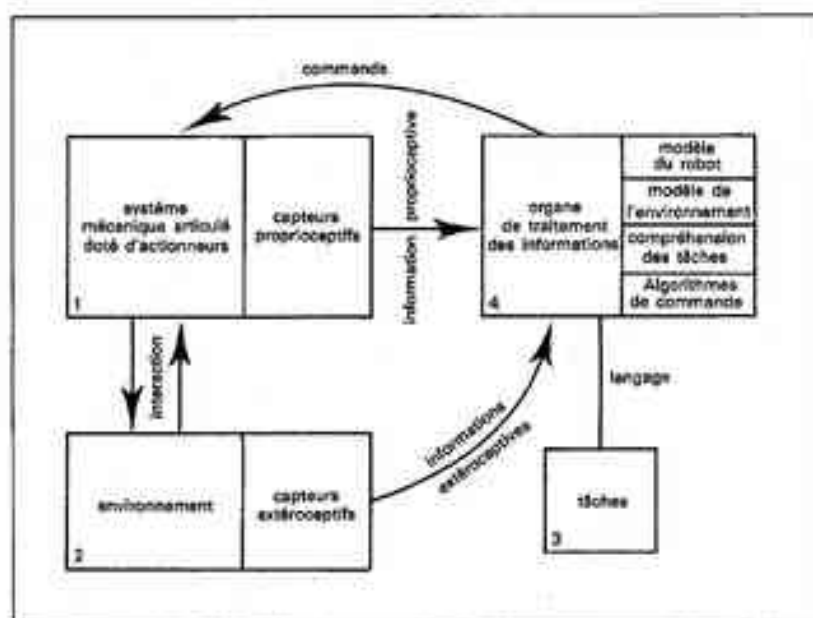 commande
système
mécanique articulé
doté d'actionneurs
1
capteurs
proprioceptifs
information proprioceptive
organe
de traitement
des informations
4
modèle
du robot
modèle de
l'environnement
compréhension
des tâches
Algorithmes
de commande
interaction
informations
extéroceptives
langage
environnement
2
capteurs
extéroceptifs
tâches
3